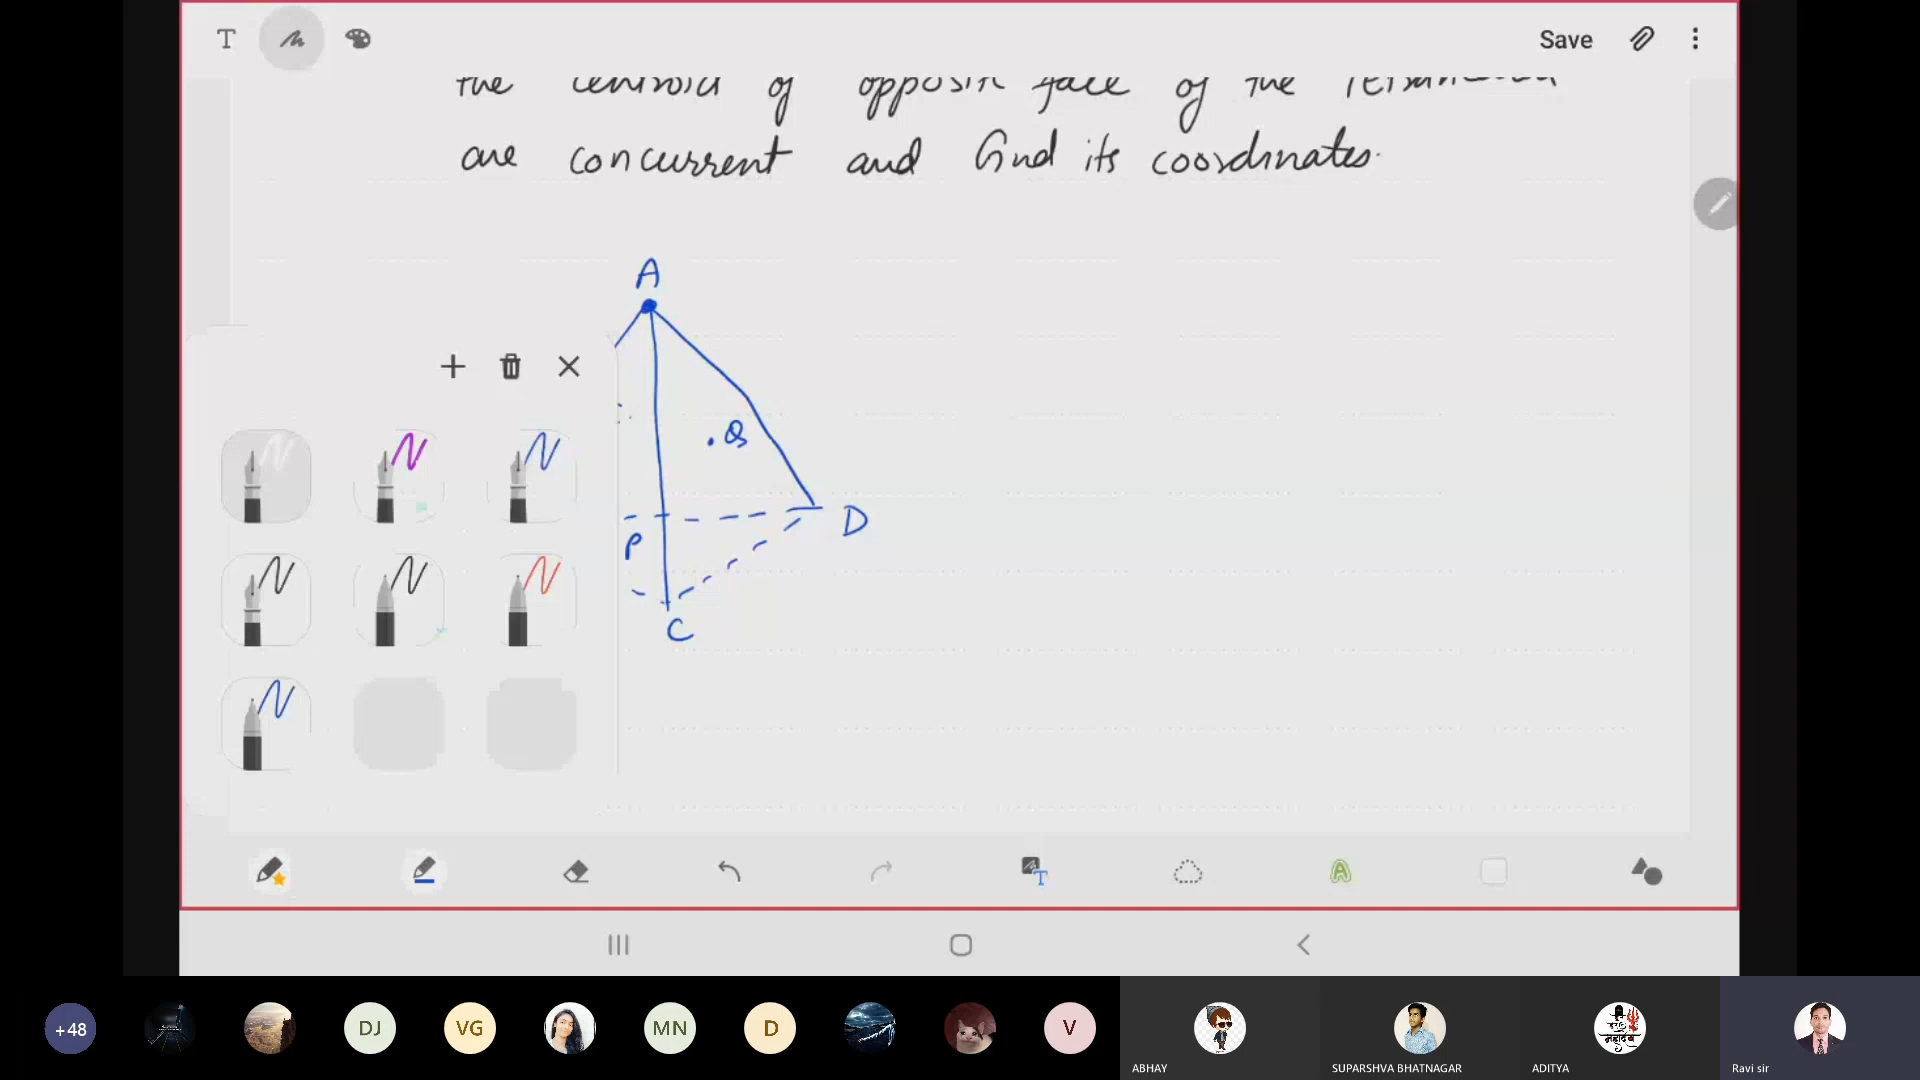 T Save
the centroid of opposite face of the
are concurrent and find its coordinates.
A
. Q
D
P
C
T A
+48 DJ VG MN D V
ABHAY SUPARSHVA BHATNAGAR ADITYA Ravi sir